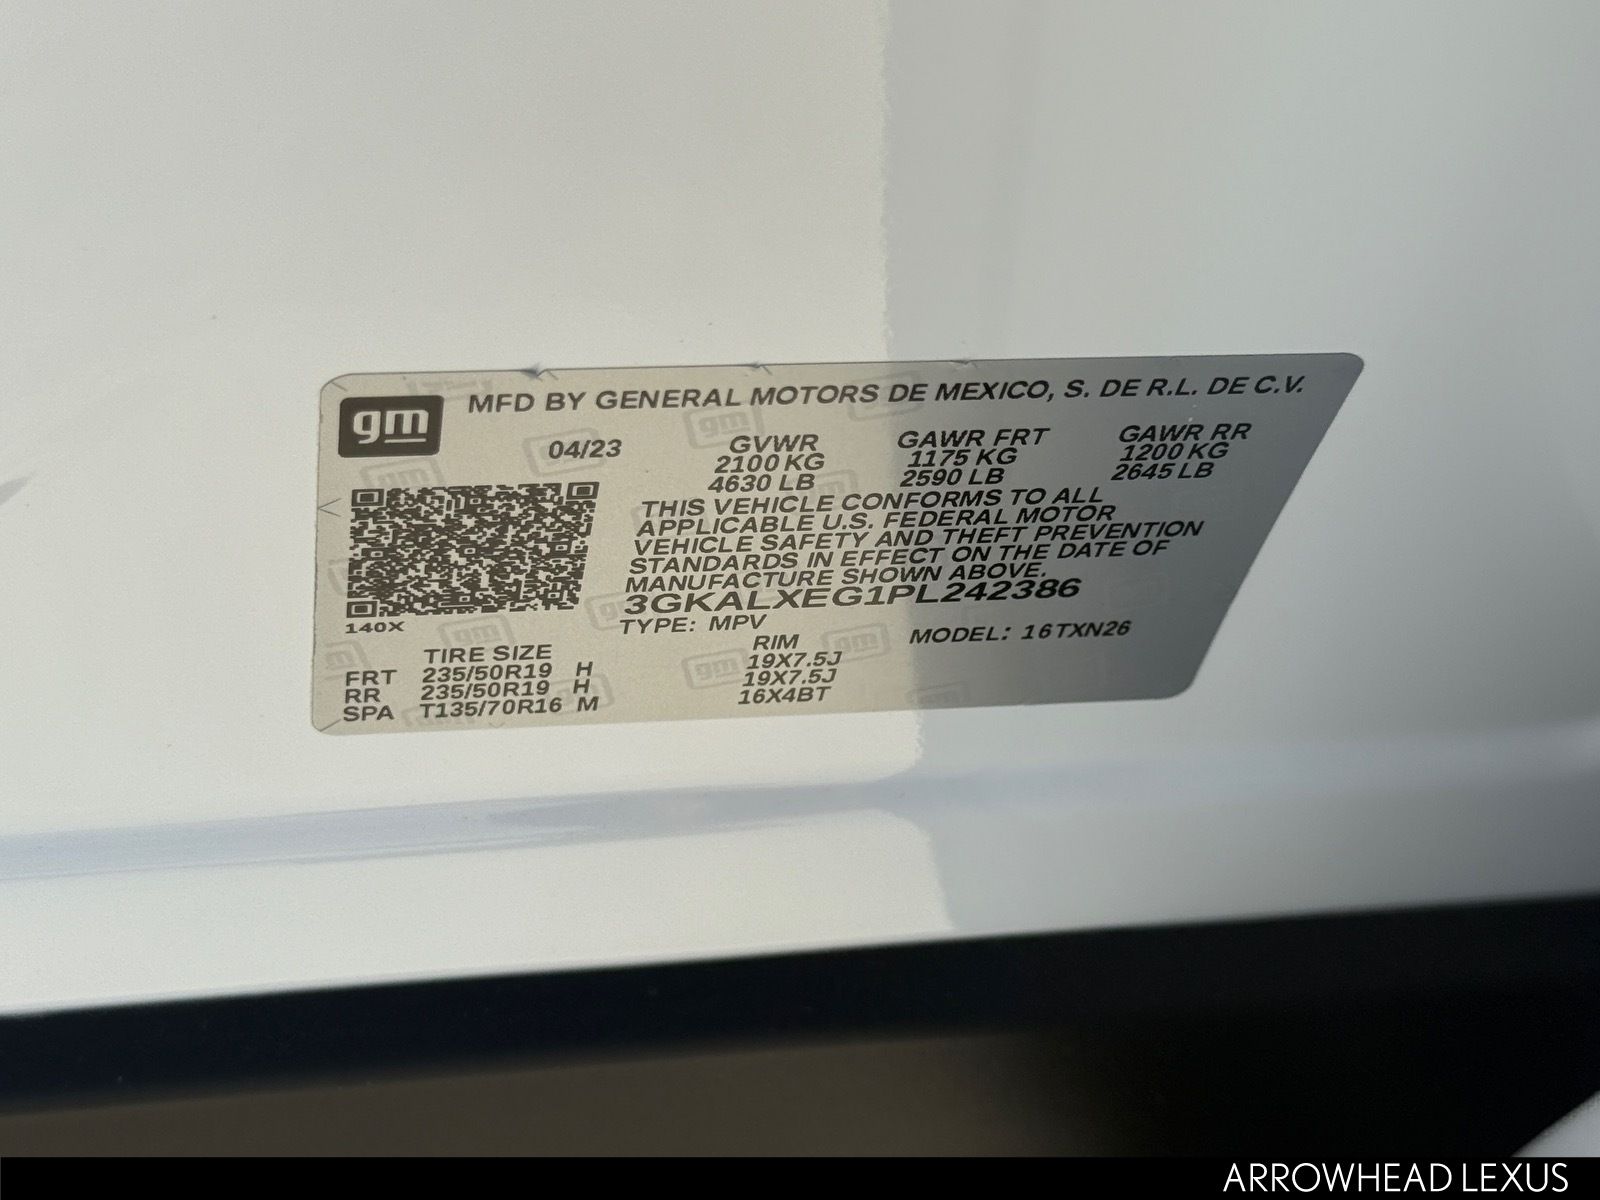 gm MFD BY GENERAL MOTORS DE MEXICO, S. DE R.L. DE C.V.
04/23 GVWR GAWR FRT GAWR RR
2100 KG 1175 KG 1200 KG
4630 LB 2590 LB 2645 LB
THIS VEHICLE CONFORMS TO ALL
APPLICABLE U.S. FEDERAL MOTOR
VEHICLE SAFETY AND THEFT PREVENTION
STANDARDS IN EFFECT ON THE DATE OF
MANUFACTURE SHOWN ABOVE.
3GKALXEG1PL242386
140X
TYPE: MPV MODEL: 16TXN26
TIRE SIZE RIM
FRT 235/50R19 H 19X7.5J
RR 235/50R19 H 19X7.5J
SPA T135/70R16 M 16X4BT
ARROWHEAD LEXUS